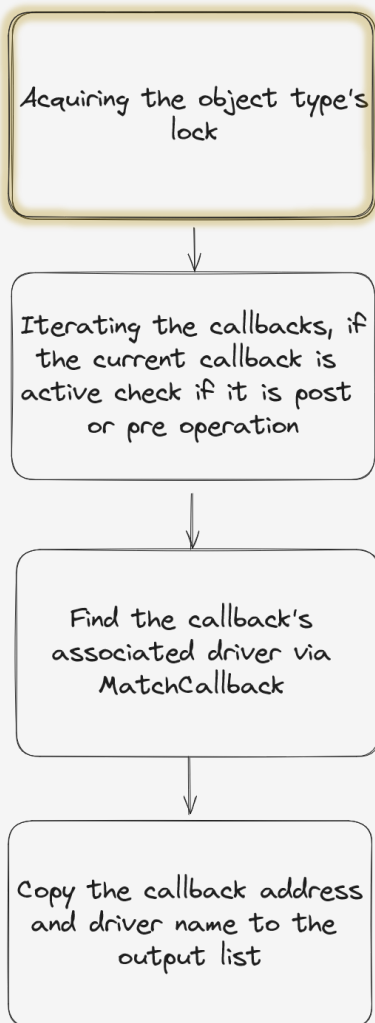 Acquiring the object type's
lock
Iterating the callbacks, if
the current callback is
active check if it is post
or pre operation
Find the callback's
associated driver via
MatchCallback
Copy the callback address
and driver name to the
output list